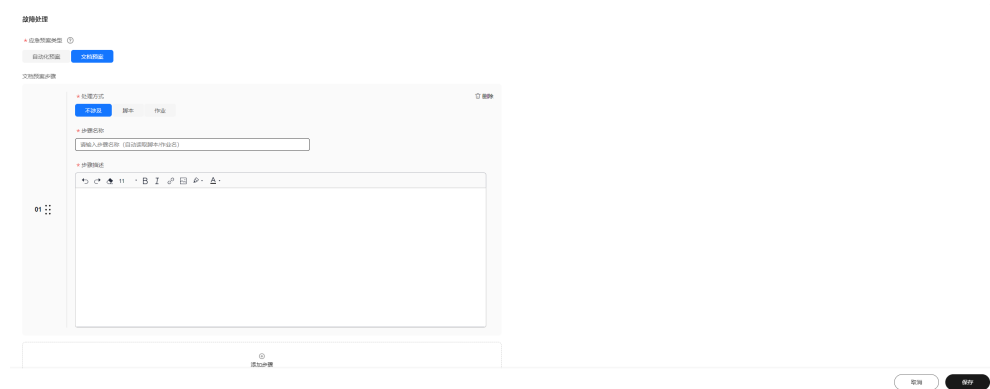 故障处理
* 应急预案类型 ?
自动化预案 文档预案
文档预案步骤
* 处理方式
删除
不涉及 脚本 作业
* 步骤名称
请输入步骤名称（自动读取脚本/作业名）
* 步骤描述
11 B I A
01
添加步骤
取消 保存